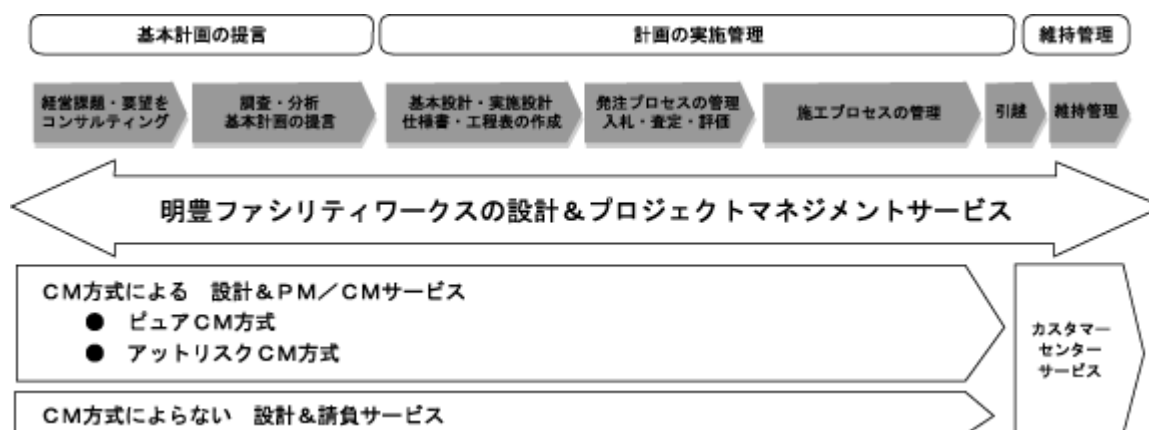 基本計画の提言
計画の実施管理
維持管理
経営課題・要望を
コンサルティング
調査・分析
基本計画の提言
基本設計・実施設計
仕様書・工程表の作成
発注プロセスの管理
入札・査定・評価
施工プロセスの管理
引越
維持管理
明豊ファシリティワークスの設計&プロジェクトマネジメントサービス
CM方式による 設計&PM/CMサービス
● ピュアCM方式
● アットリスクCM方式
カスタマー
センター
サービス
CM方式によらない 設計&請負サービス